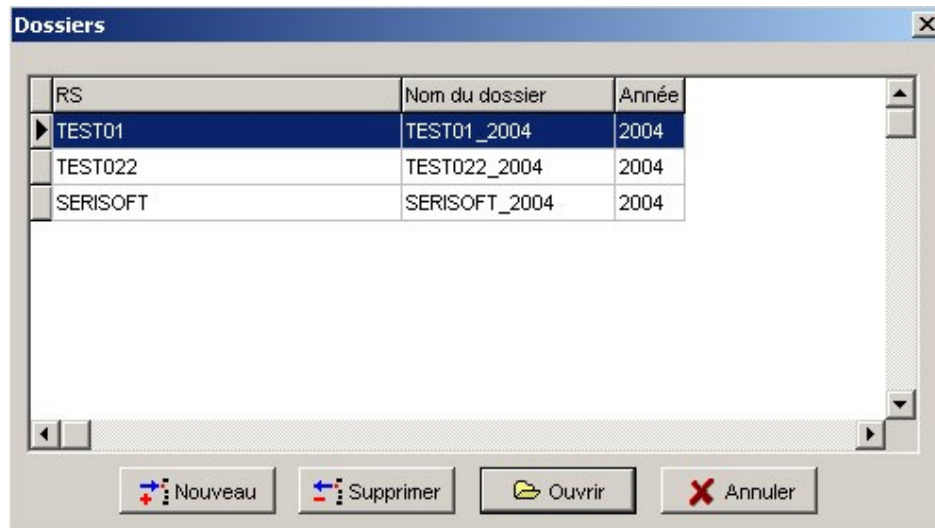 Dossiers
RS Nom du dossier Année
TEST01 TEST01_2004 2004
TEST022 TEST022_2004 2004
SERISOFT SERISOFT_2004 2004
Nouveau Supprimer Ouvrir Annuler